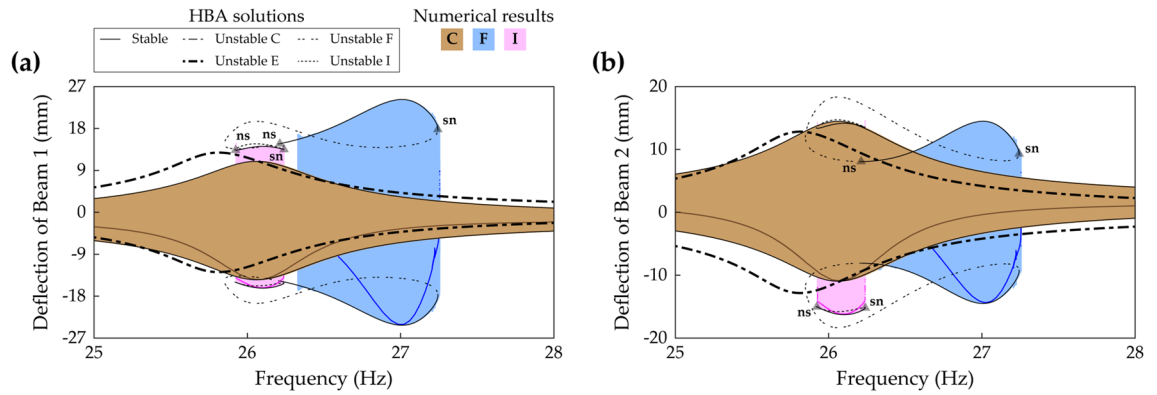 HBA solutions
Numerical results
Stable
Unstable C
Unstable F
Unstable E
Unstable I
C
F
I
(a)
27
18
9
0
-9
-18
-27
25
26
27
28
Deflection of Beam 1 (mm)
Frequency (Hz)
ns
ns
sn
sn
(b)
20
10
0
-10
-20
25
26
27
28
Deflection of Beam 2 (mm)
Frequency (Hz)
sn
ns
ns
sn